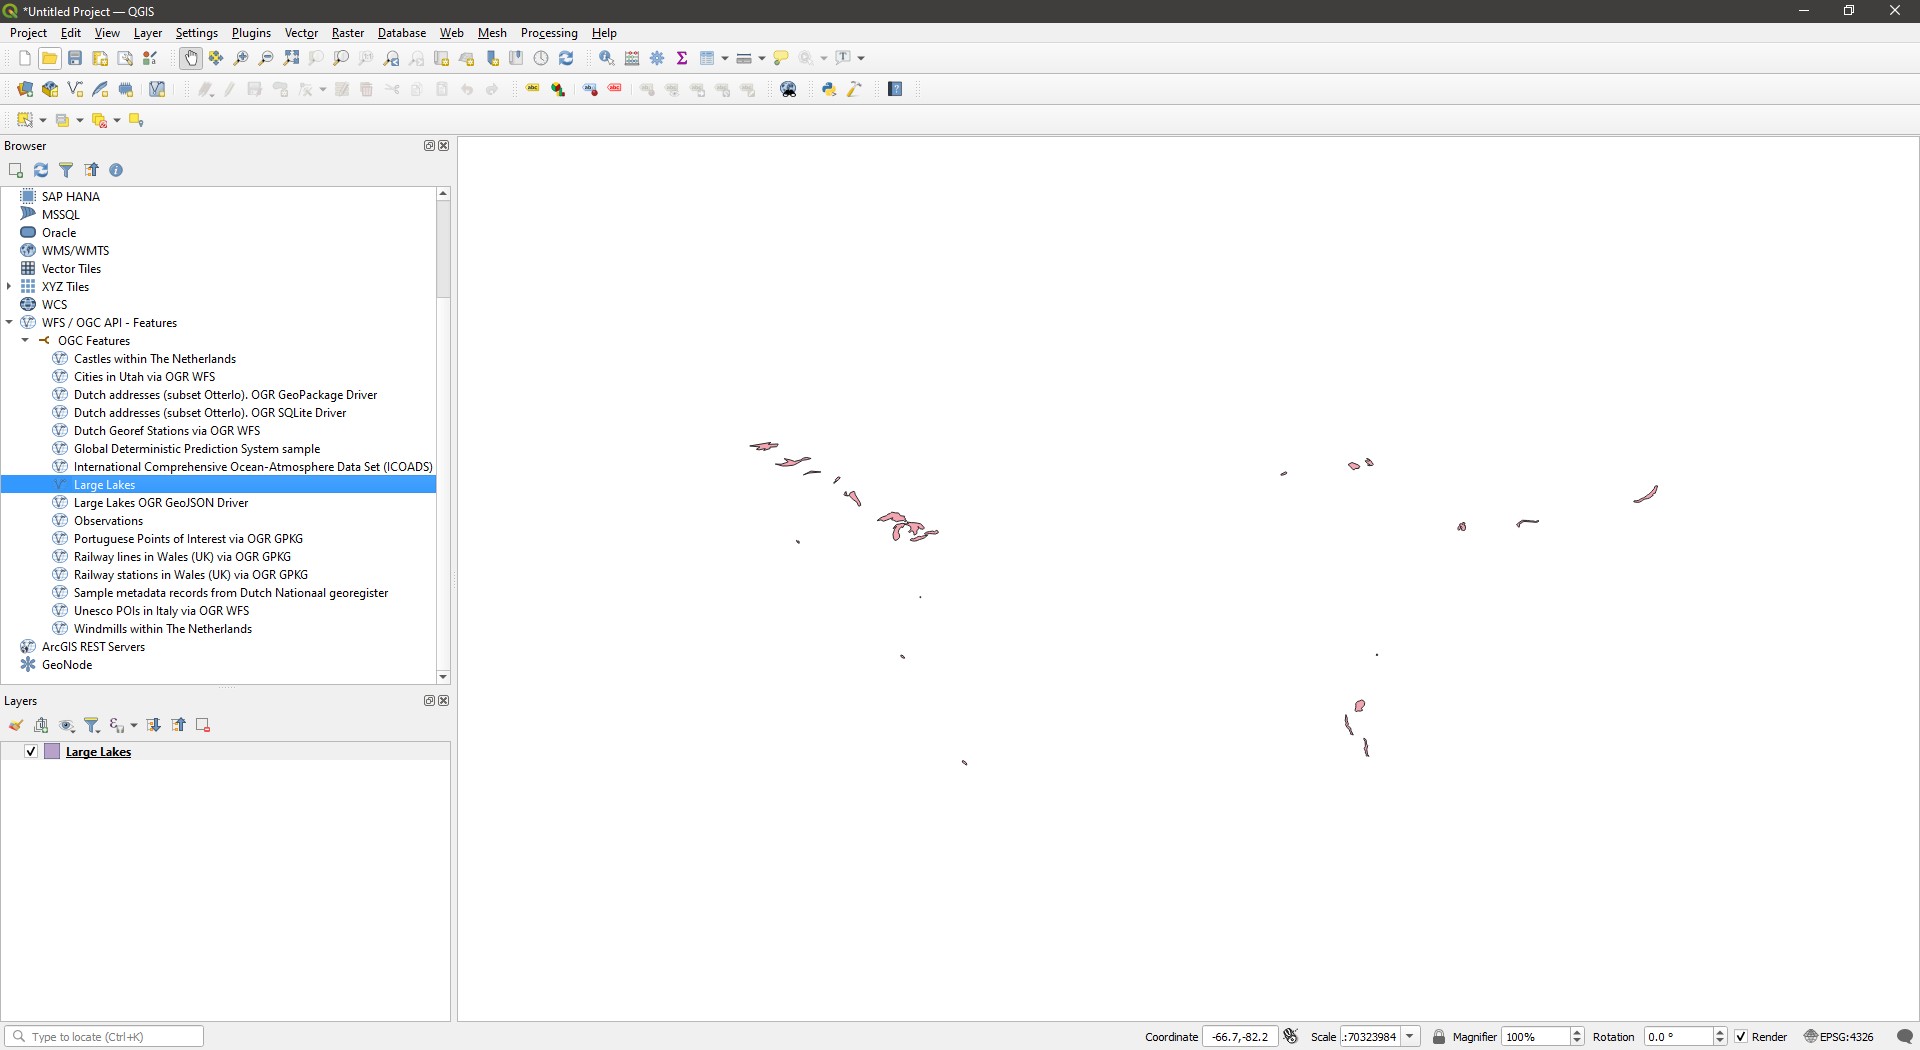 *Untitled Project — QGIS
Project Edit View Layer Settings Plugins Vector Raster Database Web Mesh Processing Help
Browser
SAP HANA
MSSQL
Oracle
WMS/WMTS
Vector Tiles
XYZ Tiles
WCS
WFS / OGC API - Features
OGC Features
Castles within The Netherlands
Cities in Utah via OGR WFS
Dutch addresses (subset Otterlo). OGR GeoPackage Driver
Dutch addresses (subset Otterlo). OGR SQLite Driver
Dutch Georef Stations via OGR WFS
Global Deterministic Prediction System sample
International Comprehensive Ocean-Atmosphere Data Set (ICOADS)
Large Lakes
Large Lakes OGR GeoJSON Driver
Observations
Portuguese Points of Interest via OGR GPKG
Railway lines in Wales (UK) via OGR GPKG
Railway stations in Wales (UK) via OGR GPKG
Sample metadata records from Dutch Nationaal georegister
Unesco POIs in Italy via OGR WFS
Windmills within The Netherlands
ArcGIS REST Servers
GeoNode
Layers
Large Lakes
Type to locate (Ctrl+K)
Coordinate -66.7,-82.2 Scale .:70323984 Magnifier 100% Rotation 0.0 ° Render EPSG:4326